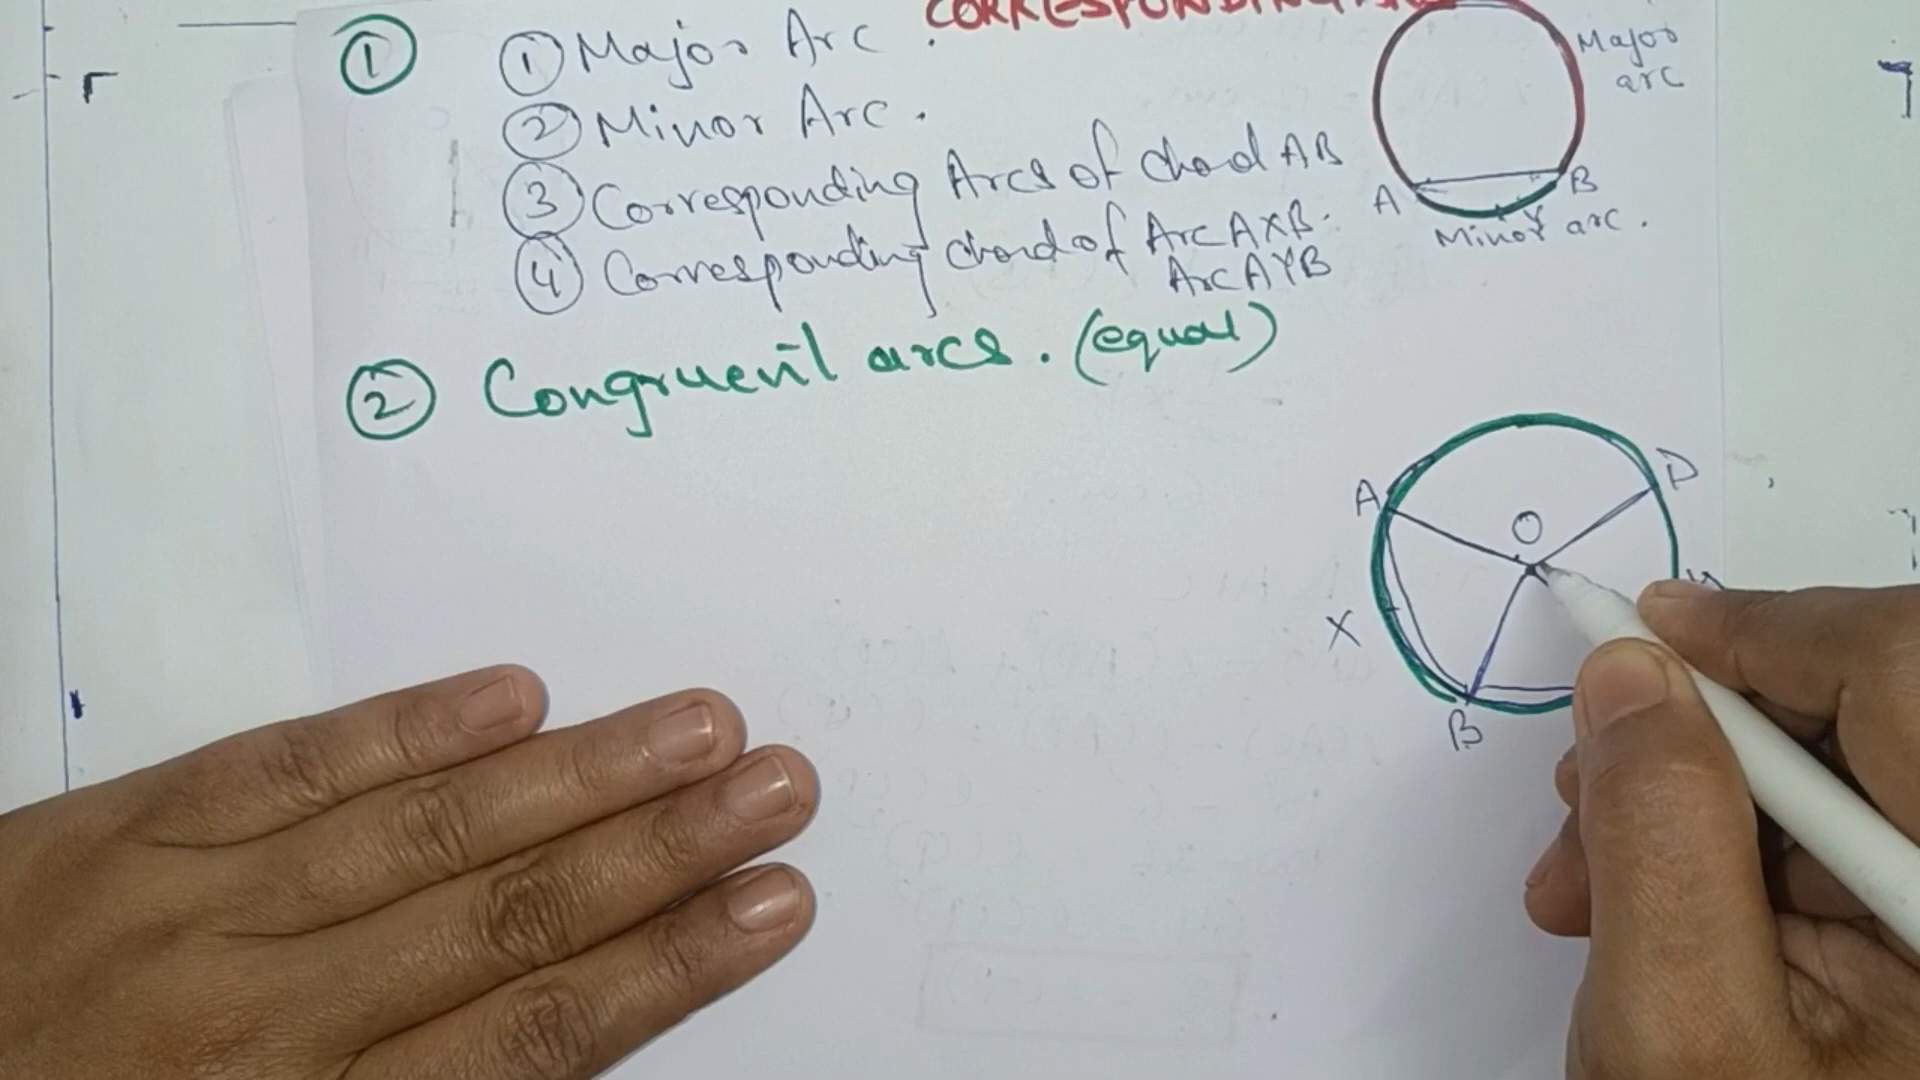 CORRESPONDING
①
① Major Arc.
② Minor Arc.
③ Corresponding Arcs of chord AB
④ Corresponding chord of Arc AXB.
Arc AYB
Major
arc
A
B
Y
Minor arc.
② Congruent arcs. (equal)
A
D
O
X
B